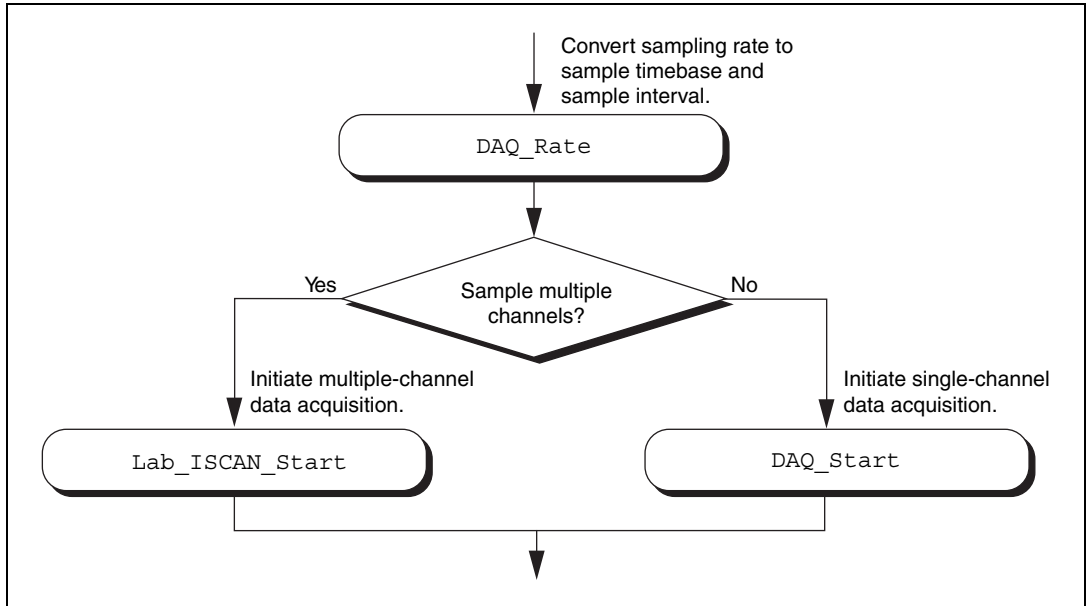 Convert sampling rate to
sample timebase and
sample interval.
DAQ_Rate
Yes
Sample multiple
channels?
No
Initiate multiple-channel
data acquisition.
Initiate single-channel
data acquisition.
Lab_ISCAN_Start
DAQ_Start